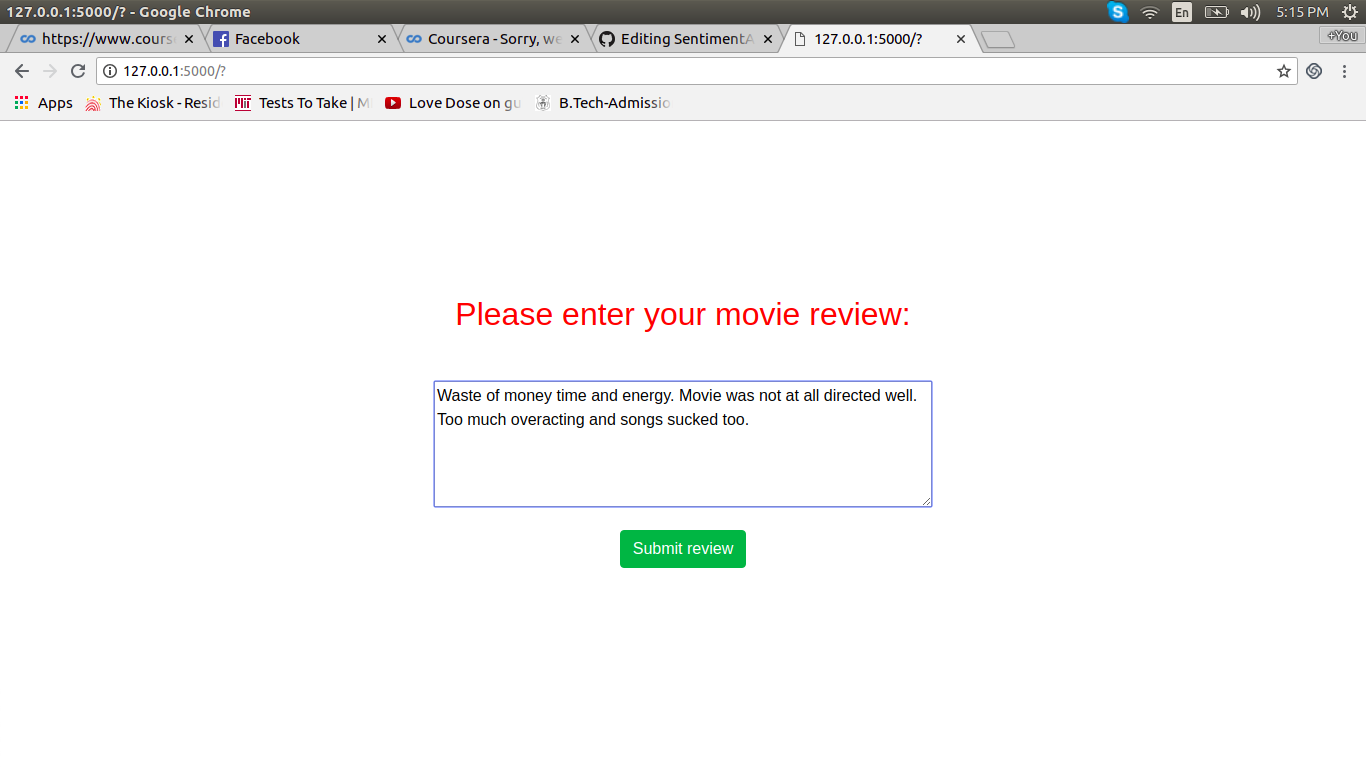 127.0.0.1:5000/? - Google Chrome
En
5:15 PM
https://www.cours
Facebook
Coursera - Sorry, we
Editing SentimentA
127.0.0.1:5000/?
+You
127.0.0.1:5000/?
Apps
The Kiosk - Resid
Tests To Take | M
Love Dose on gu
B.Tech-Admissio
Please enter your movie review:
Waste of money time and energy. Movie was not at all directed well.
Too much overacting and songs sucked too.
Submit review